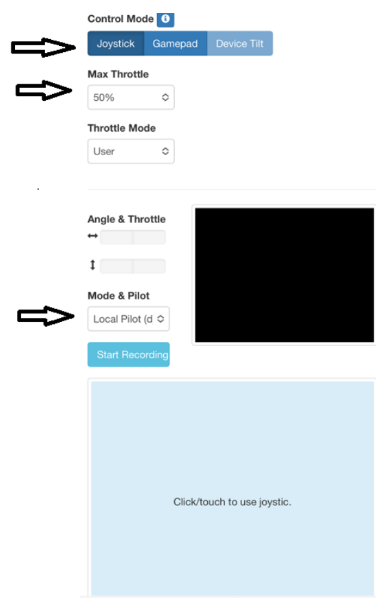 Control Mode
Joystick Gamepad Device Tilt
Max Throttle
50%
Throttle Mode
User
Angle & Throttle
Mode & Pilot
Local Pilot (d
Start Recording
Click/touch to use joystic.